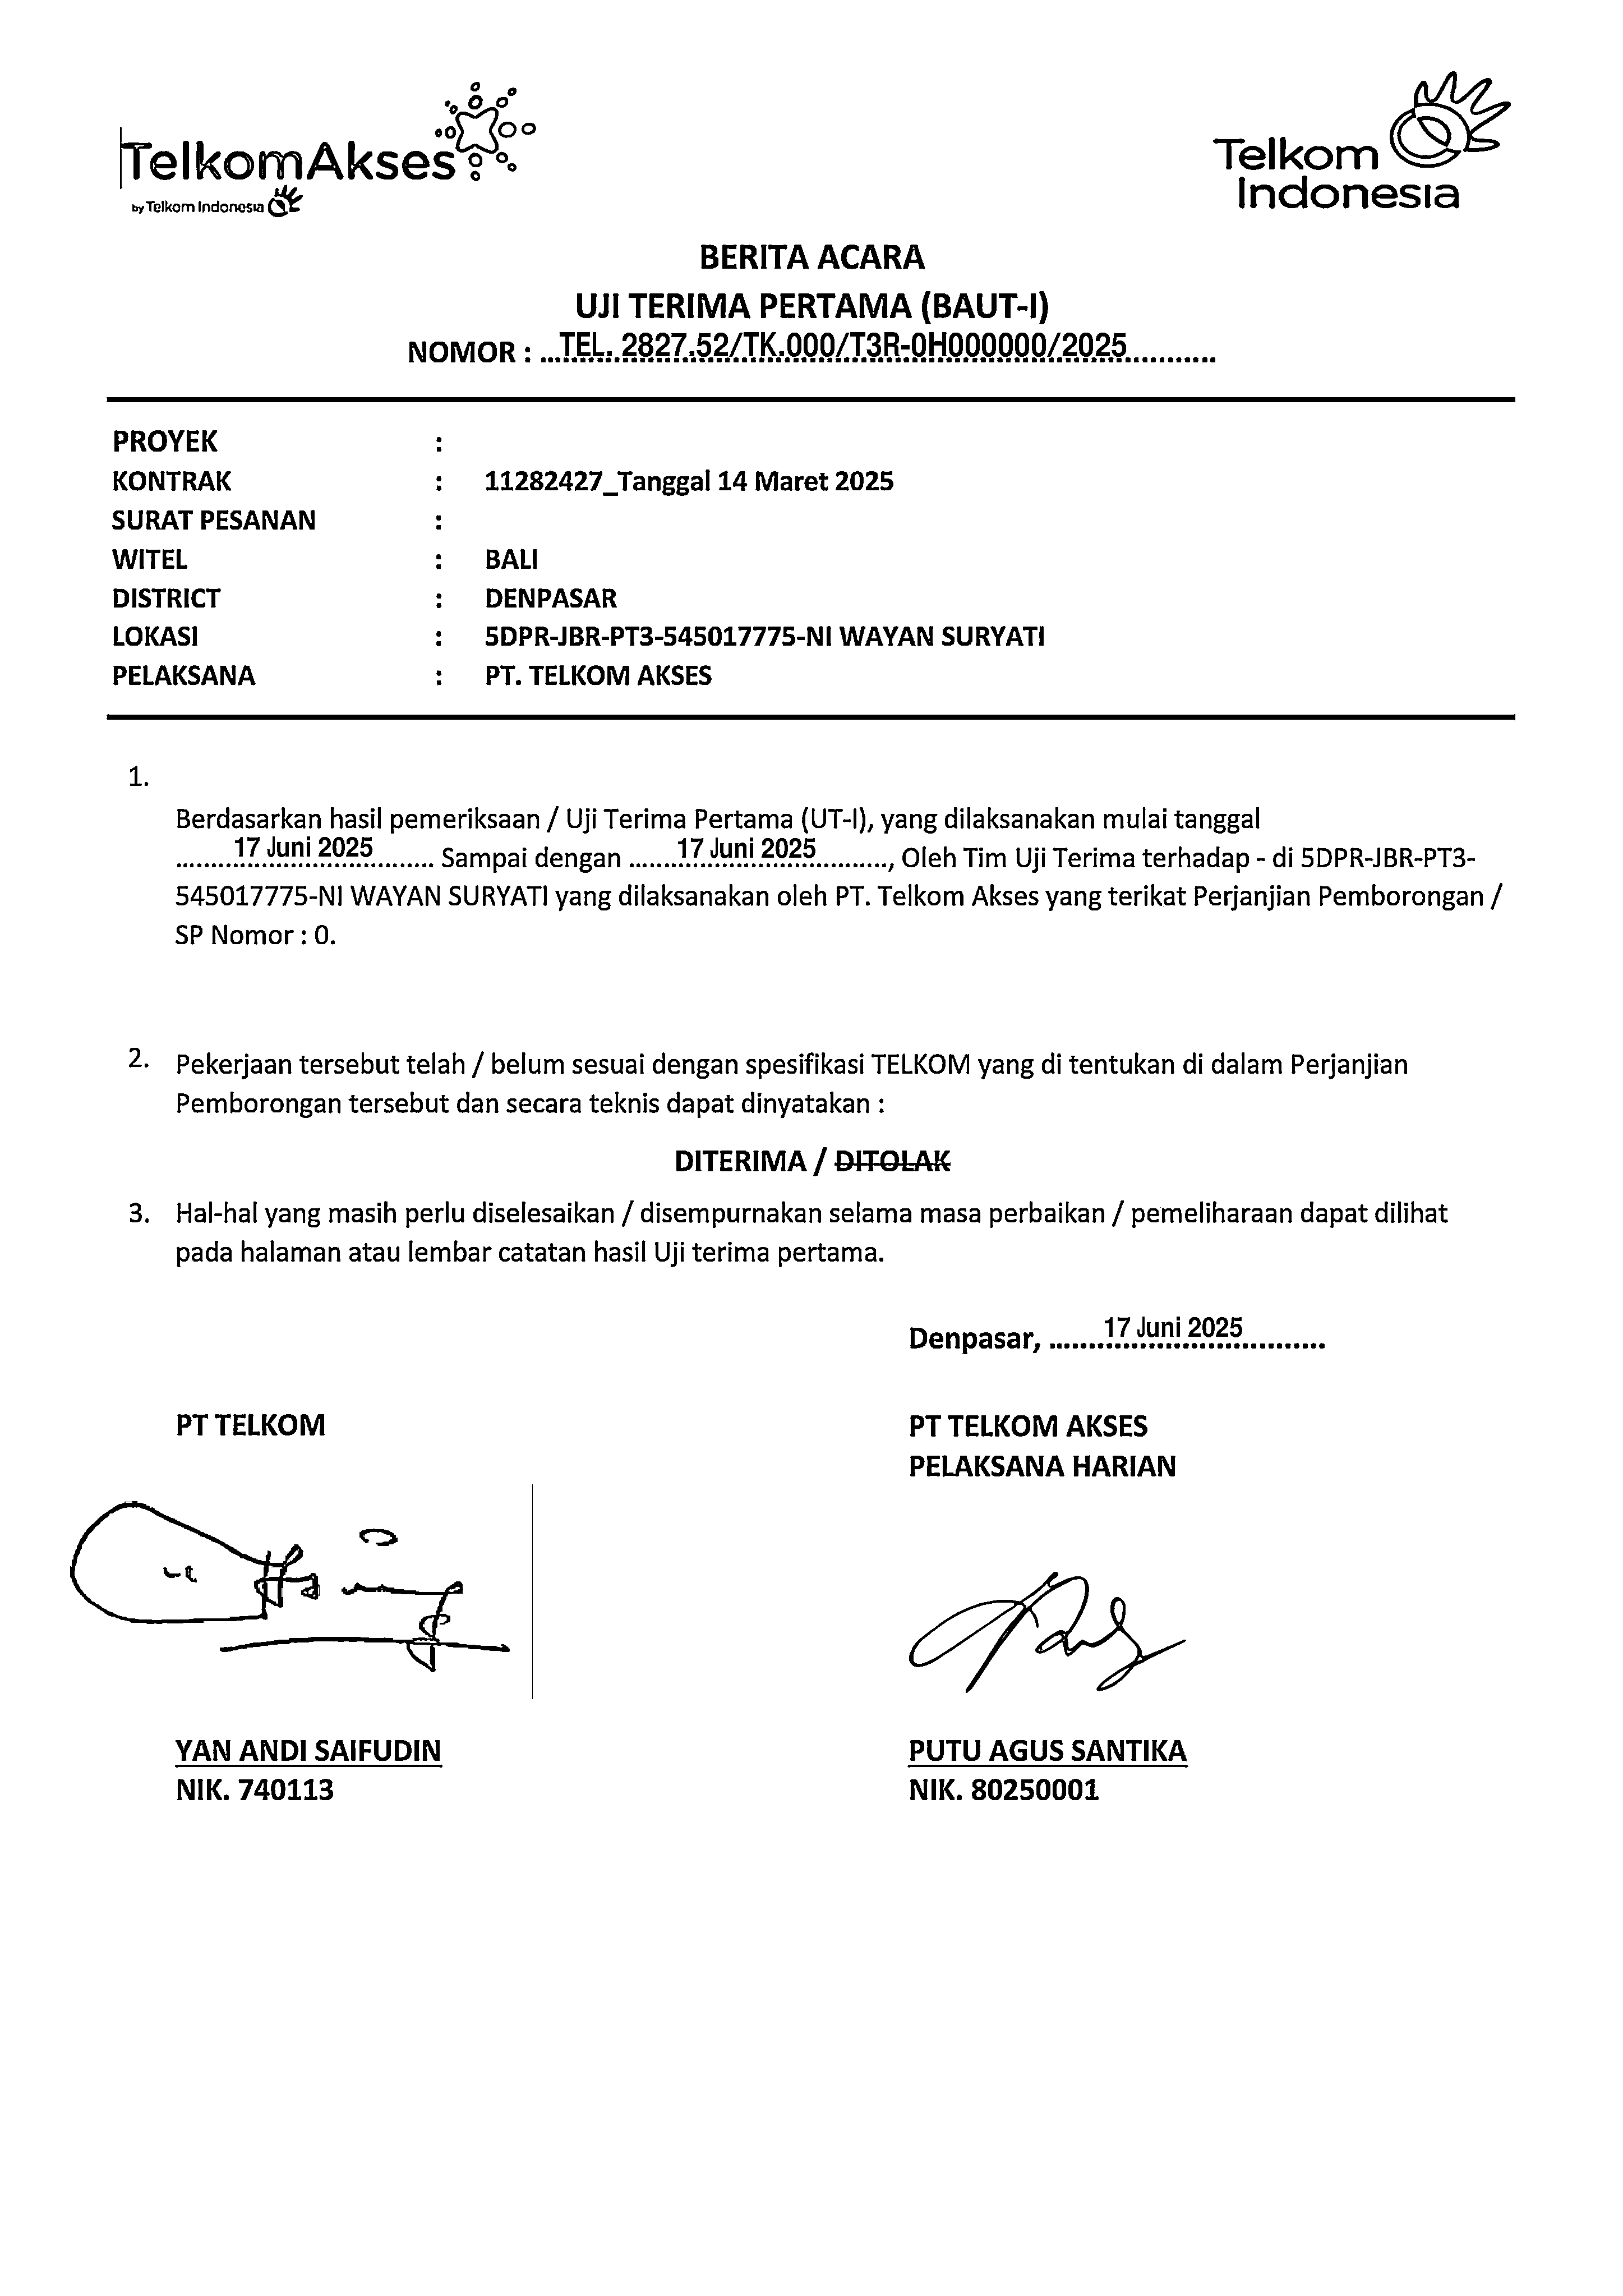 TelkomAkses
by Telkom Indonesia
Telkom
Indonesia
BERITA ACARA
UJI TERIMA PERTAMA (BAUT-I)
NOMOR : TEL. 2827.52/TK.000/T3R-0H000000/2025
PROYEK :
KONTRAK : 11282427_Tanggal 14 Maret 2025
SURAT PESANAN :
WITEL : BALI
DISTRICT : DENPASAR
LOKASI : 5DPR-JBR-PT3-545017775-NI WAYAN SURYATI
PELAKSANA : PT. TELKOM AKSES
1.
Berdasarkan hasil pemeriksaan / Uji Terima Pertama (UT-I), yang dilaksanakan mulai tanggal
17 Juni 2025 Sampai dengan 17 Juni 2025, Oleh Tim Uji Terima terhadap - di 5DPR-JBR-PT3-
545017775-NI WAYAN SURYATI yang dilaksanakan oleh PT. Telkom Akses yang terikat Perjanjian Pemborongan /
SP Nomor : 0.
2. Pekerjaan tersebut telah / belum sesuai dengan spesifikasi TELKOM yang di tentukan di dalam Perjanjian
Pemborongan tersebut dan secara teknis dapat dinyatakan :
DITERIMA / DITOLAK
3. Hal-hal yang masih perlu diselesaikan / disempurnakan selama masa perbaikan / pemeliharaan dapat dilihat
pada halaman atau lembar catatan hasil Uji terima pertama.
Denpasar, 17 Juni 2025
PT TELKOM
PT TELKOM AKSES
PELAKSANA HARIAN
YAN ANDI SAIFUDIN
NIK. 740113
PUTU AGUS SANTIKA
NIK. 80250001